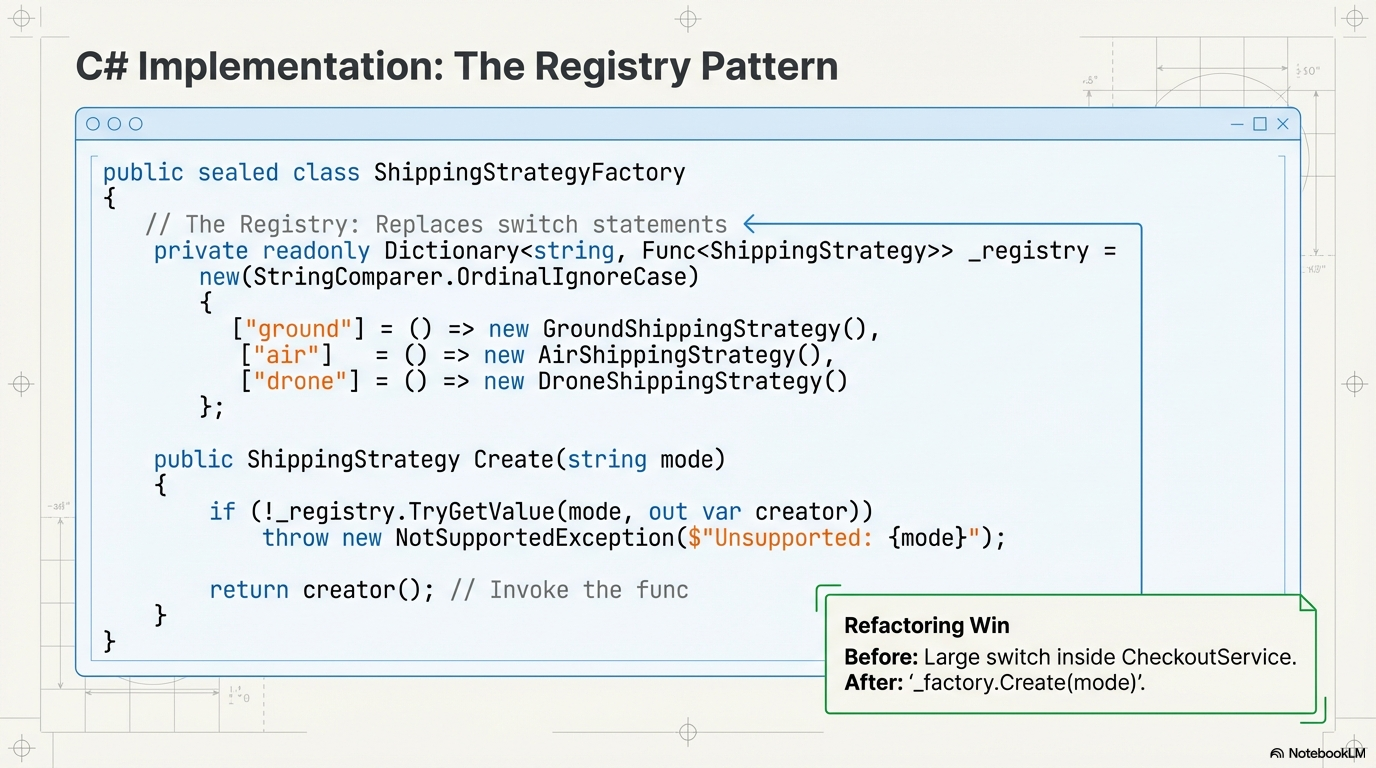 C# Implementation: The Registry Pattern
public sealed class ShippingStrategyFactory
{
// The Registry: Replaces switch statements
private readonly Dictionary<string, Func<ShippingStrategy>> _registry =
new(StringComparer.OrdinalIgnoreCase)
{
["ground"] = () => new GroundShippingStrategy(),
["air"] = () => new AirShippingStrategy(),
["drone"] = () => new DroneShippingStrategy()
};
public ShippingStrategy Create(string mode)
{
if (!_registry.TryGetValue(mode, out var creator))
throw new NotSupportedException($"Unsupported: {mode}");
return creator(); // Invoke the func
}
}
Refactoring Win
Before: Large switch inside CheckoutService.
After: ‘_factory.Create(mode)’.
NotebookLM